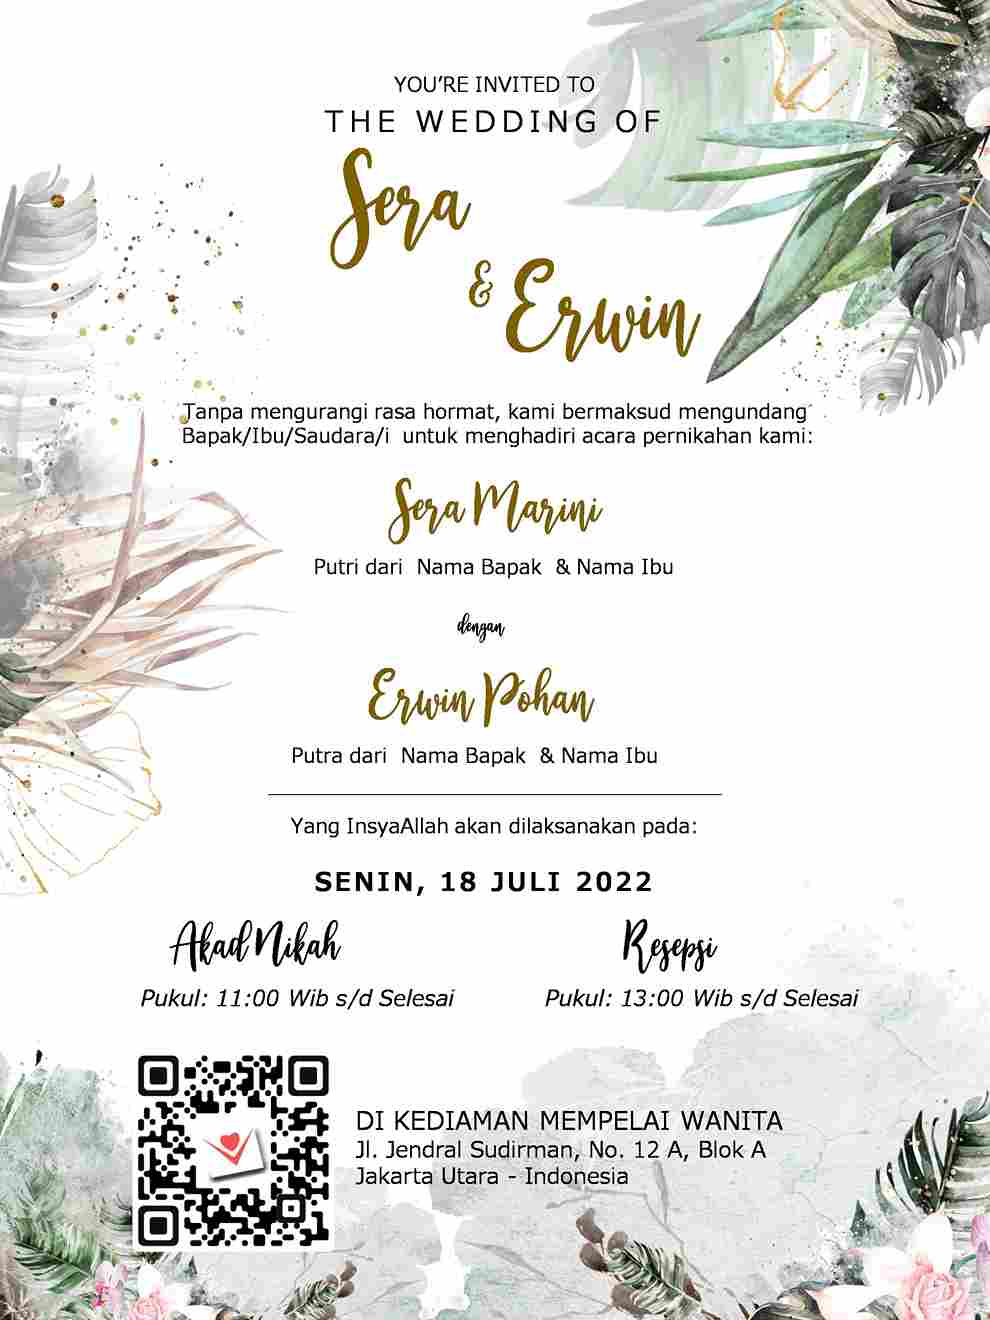 YOU'RE INVITED TO
THE WEDDING OF
Sera
& Erwin
Tanpa mengurangi rasa hormat, kami bermaksud mengundang
Bapak/Ibu/Saudara/i untuk menghadiri acara pernikahan kami:
Sera Marini
Putri dari Nama Bapak & Nama Ibu
dengan
Erwin Pohan
Putra dari Nama Bapak & Nama Ibu
Yang InsyaAllah akan dilaksanakan pada:
SENIN, 18 JULI 2022
Akad Nikah
Pukul: 11:00 Wib s/d Selesai
Resepsi
Pukul: 13:00 Wib s/d Selesai
DI KEDIAMAN MEMPELAI WANITA
Jl. Jendral Sudirman, No. 12 A, Blok A
Jakarta Utara - Indonesia